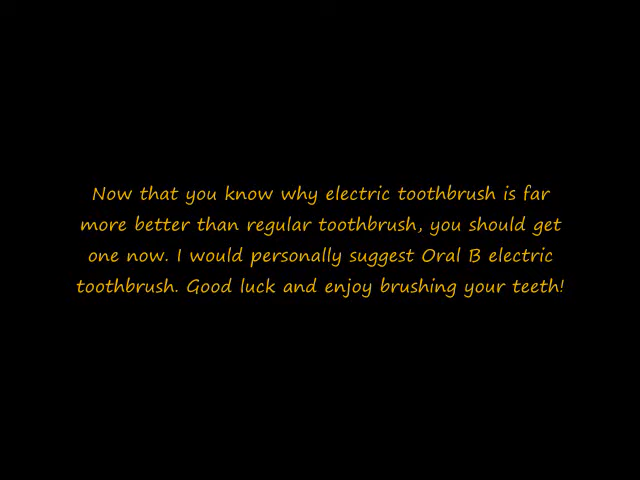 Now that you know why electric toothbrush is far
more better than regular toothbrush, you should get
one now. I would personally suggest Oral B electric
toothbrush. Good luck and enjoy brushing your teeth!